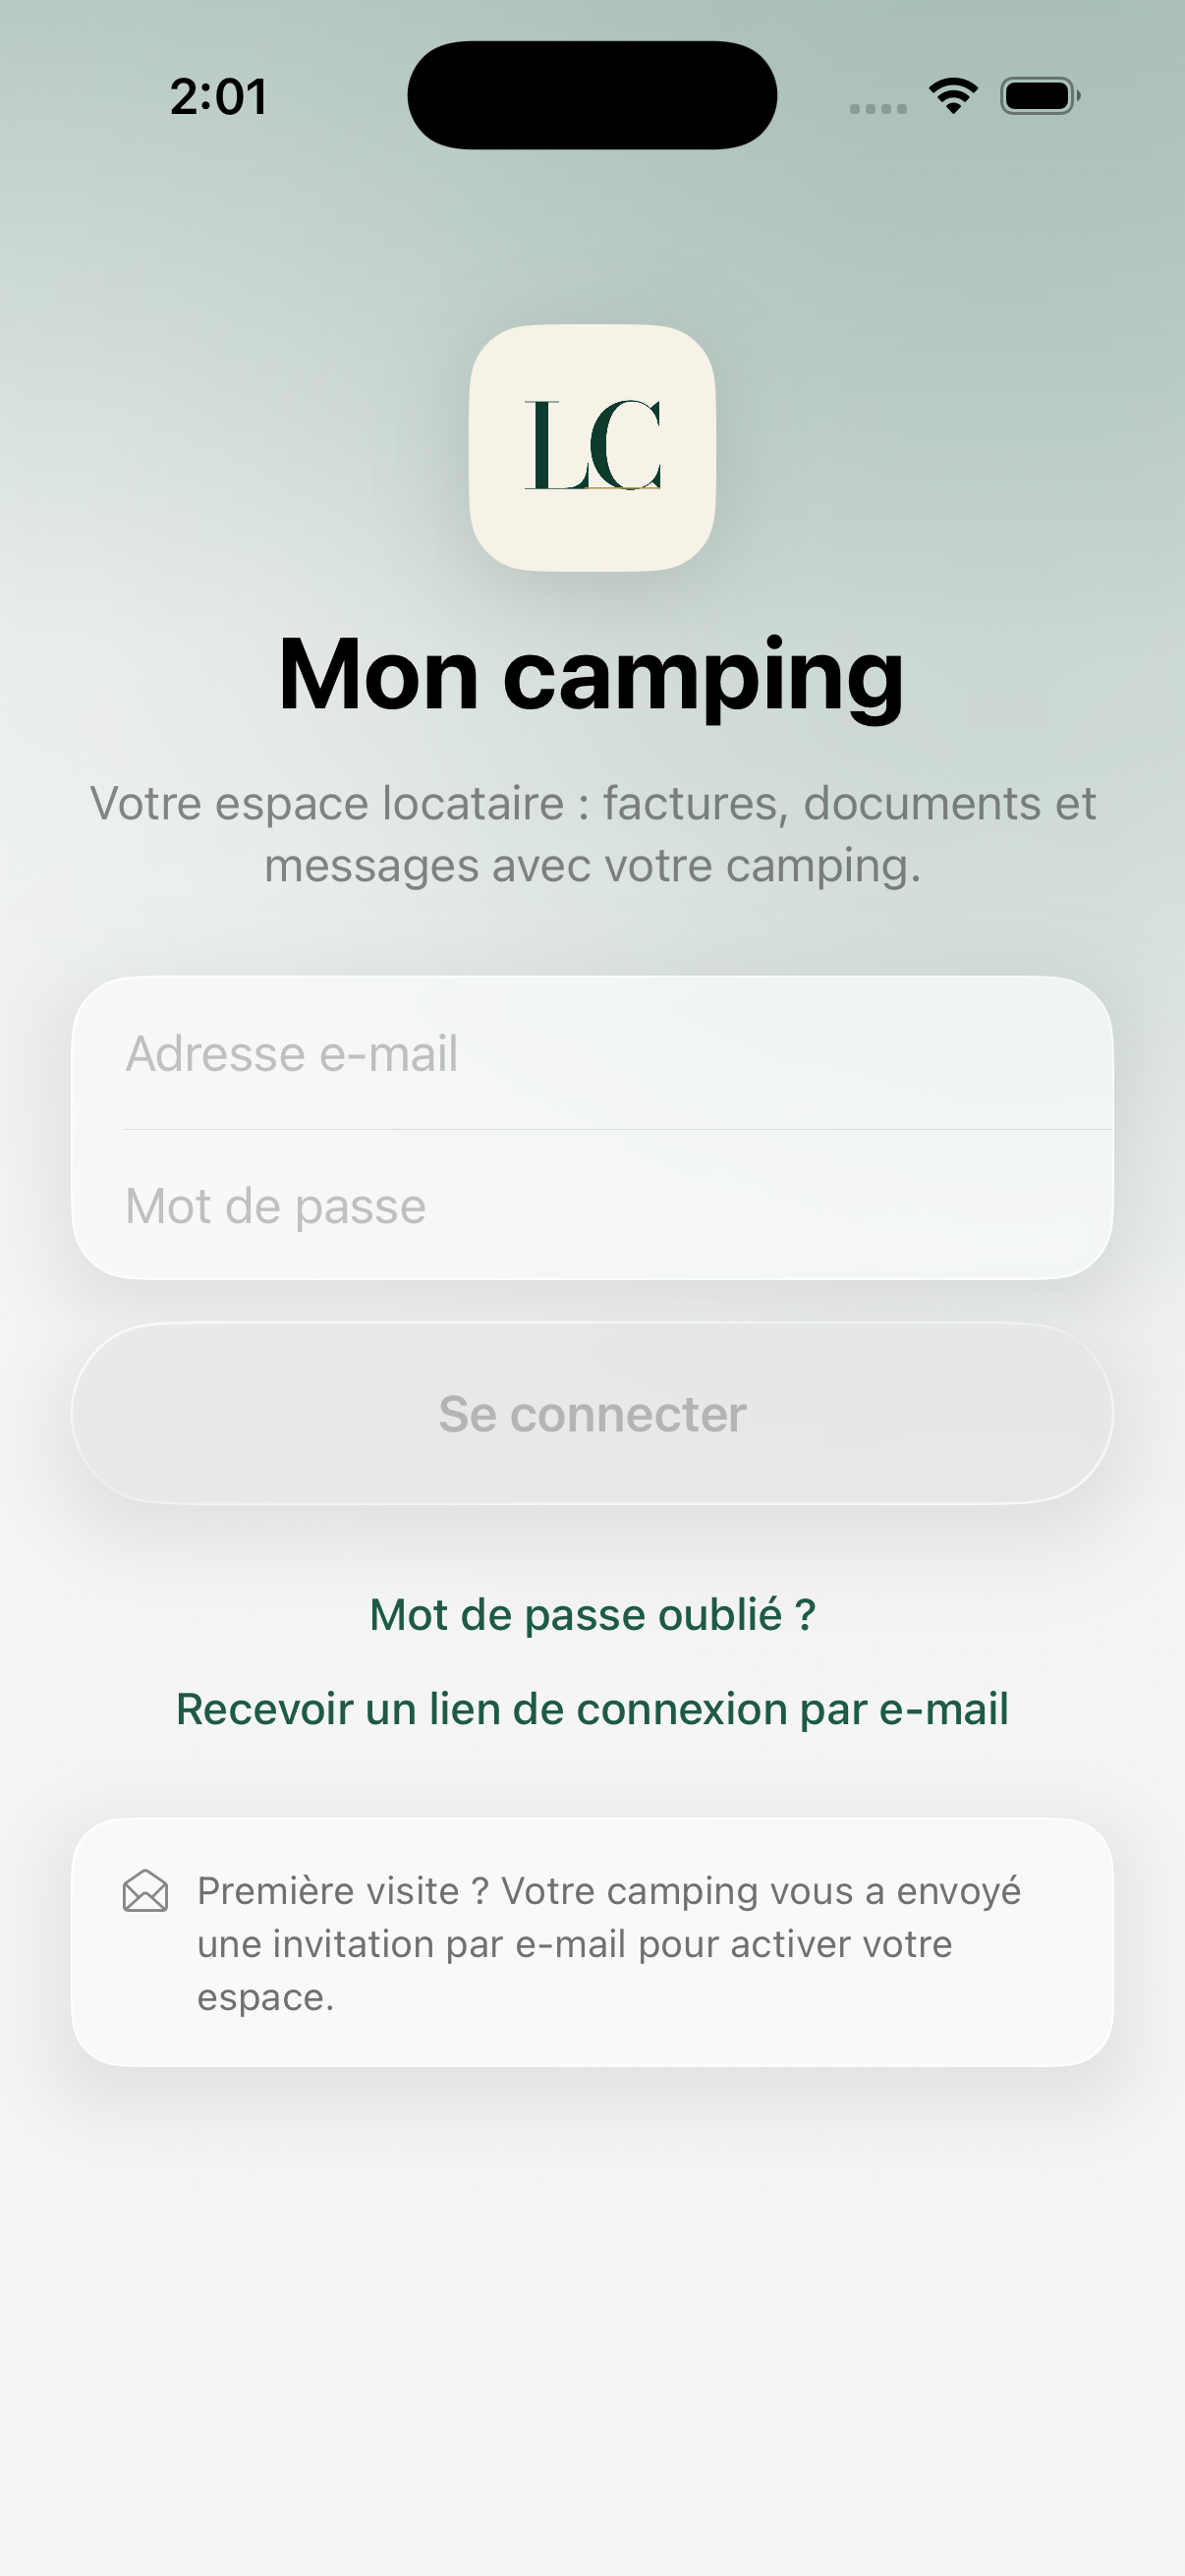 2:01
LC
Mon camping
Votre espace locataire : factures, documents et
messages avec votre camping.
Adresse e-mail
Mot de passe
Se connecter
Mot de passe oublié ?
Recevoir un lien de connexion par e-mail
Première visite ? Votre camping vous a envoyé
une invitation par e-mail pour activer votre
espace.